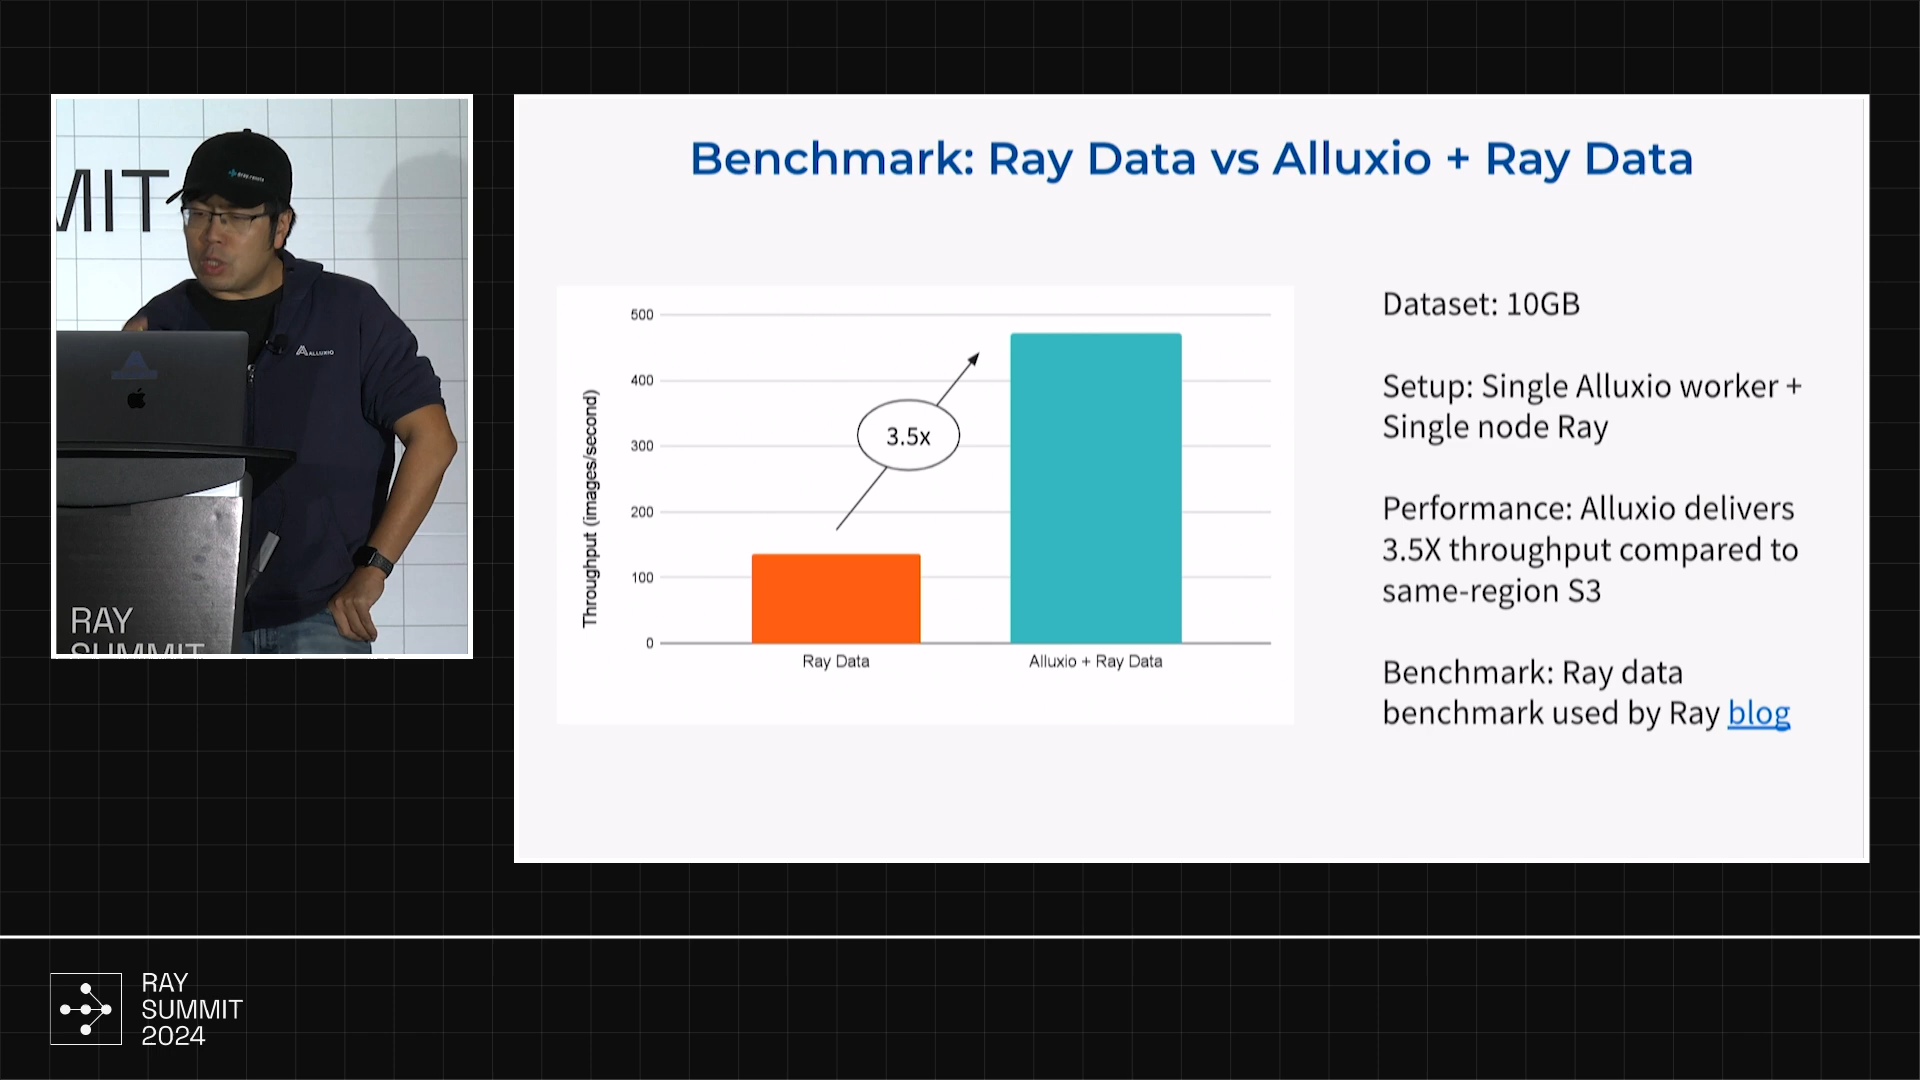 MIT
ALLUXIO
RAY
SUMMIT
Benchmark: Ray Data vs Alluxio + Ray Data
Throughput (images/second)
500
400
300
200
100
0
3.5x
Ray Data
Alluxio + Ray Data
Dataset: 10GB
Setup: Single Alluxio worker +
Single node Ray
Performance: Alluxio delivers
3.5X throughput compared to
same-region S3
Benchmark: Ray data
benchmark used by Ray blog
RAY
SUMMIT
2024